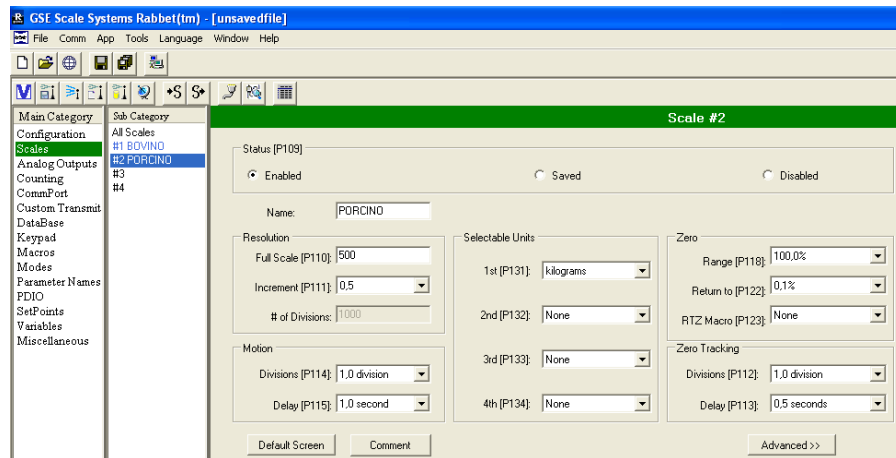 GSE Scale Systems Rabbet(tm) - [unsavedfile]
File Comm App Tools Language Window Help
Main Category
Configuration
Scales
Analog Outputs
Counting
CommPort
Custom Transmit
DataBase
Keypad
Macros
Modes
Parameter Names
PDIO
SetPoints
Variables
Miscellaneous
Sub Category
All Scales
#1 BOVINO
#2 PORCINO
#3
#4
Scale #2
Status [P109]
Enabled Saved Disabled
Name: PORCINO
Resolution
Full Scale [P110]: 500
Increment [P111]: 0,5
# of Divisions: 1000
Motion
Divisions [P114]: 1,0 division
Delay [P115]: 1,0 second
Selectable Units
1st [P131]: kilograms
2nd [P132]: None
3rd [P133]: None
4th [P134]: None
Zero
Range [P118]: 100,0%
Return to [P122]: 0,1%
RTZ Macro [P123]: None
Zero Tracking
Divisions [P112]: 1,0 division
Delay [P113]: 0,5 seconds
Default Screen Comment Advanced >>